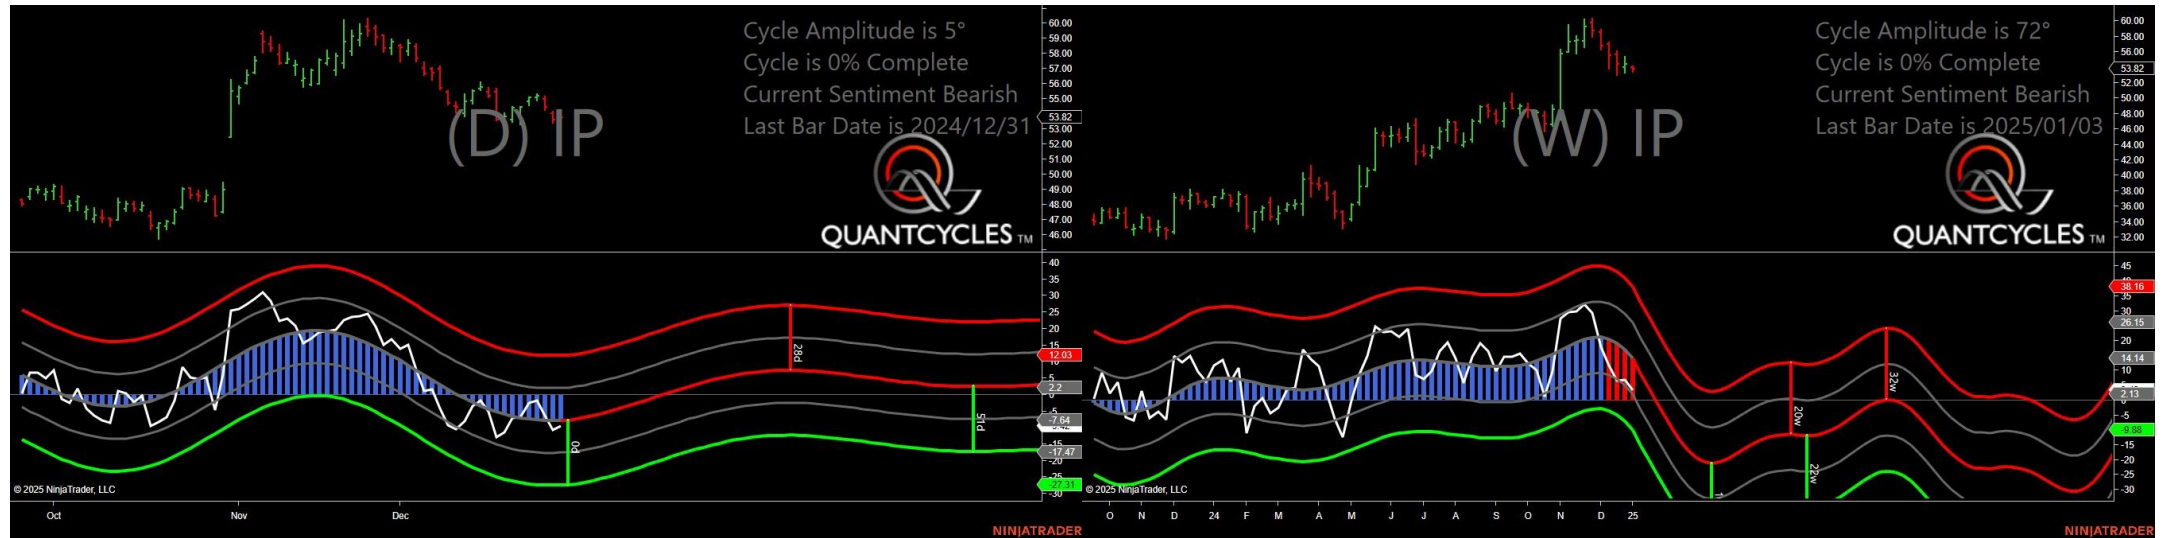 Cycle Amplitude is 5°
Cycle is 0% Complete
Current Sentiment Bearish
Last Bar Date is 2024/12/31
(D) IP
QUANTCYCLES TM
60.00
59.00
58.00
57.00
56.00
55.00
53.82
53.00
52.00
51.00
50.00
49.00
48.00
47.00
46.00
40
35
30
25
20
15
12.03
5
2.2
0
-5
-7.64
-15
-17.47
-20
-25
-27.31
-30
28d
51d
0d
© 2025 NinjaTrader, LLC
Oct Nov Dec
NINJATRADER
Cycle Amplitude is 72°
Cycle is 0% Complete
Current Sentiment Bearish
Last Bar Date is 2025/01/03
(W) IP
QUANTCYCLES TM
60.00
58.00
56.00
53.82
52.00
50.00
48.00
46.00
44.00
42.00
40.00
38.00
36.00
34.00
32.00
45
40
38.16
35
30
26.15
20
14.14
10
5
2.13
-5
-9.88
-15
-20
-25
-30
20w
32w
22w
1
© 2025 NinjaTrader, LLC
O N D 24 F M A M J J A S O N D 25
NINJATRADER